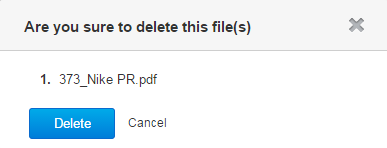 Are you sure to delete this file(s)
1. 373_Nike PR.pdf
Delete Cancel